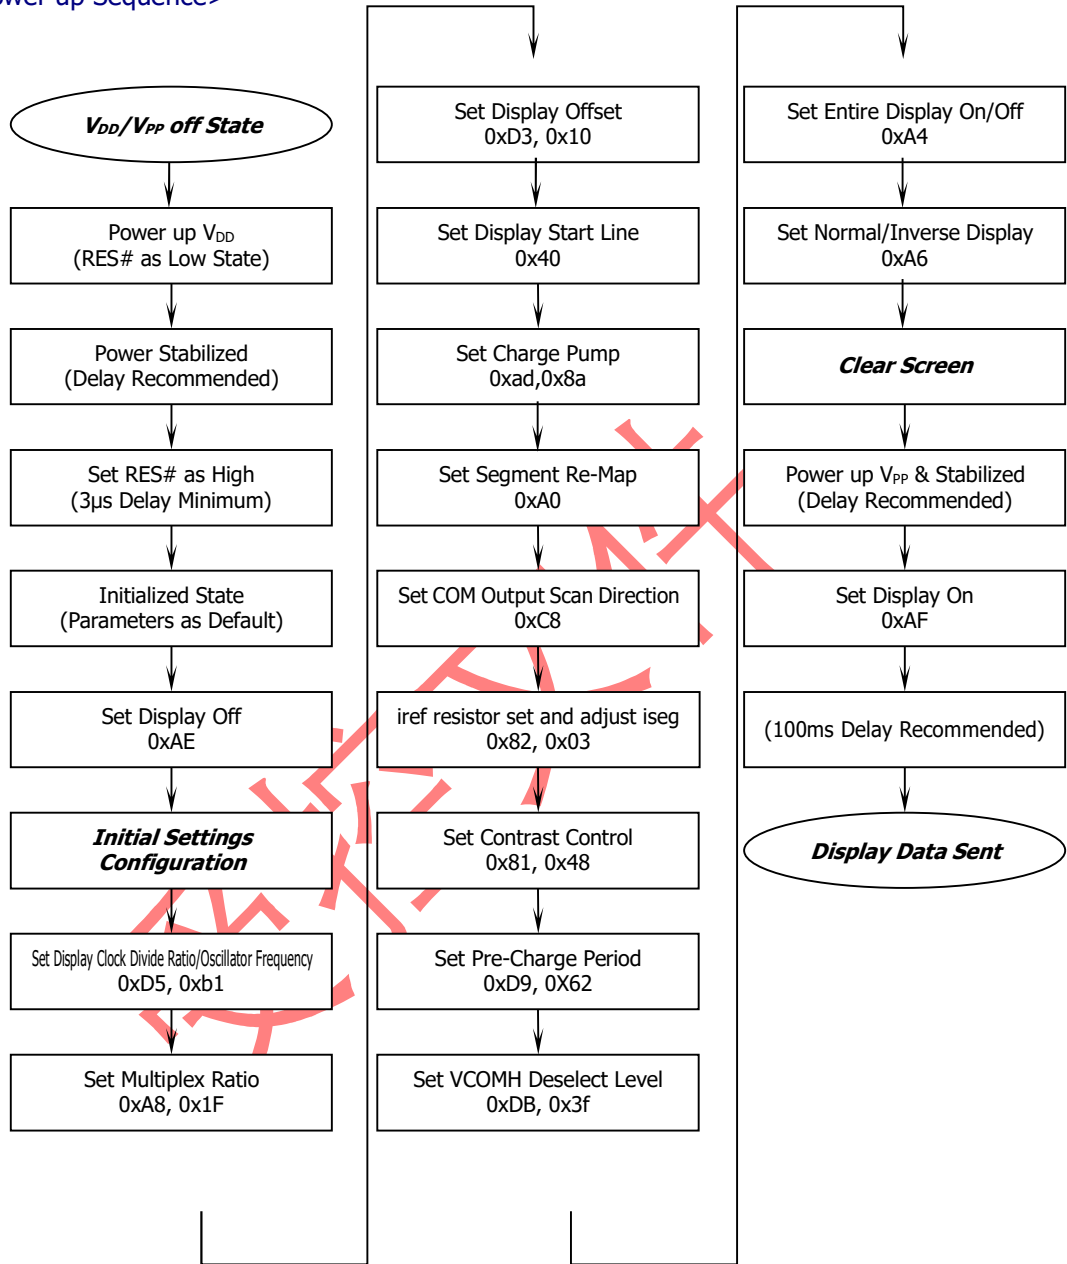 ower up Sequence>
VDD/VPP off State
Power up VDD
(RES# as Low State)
Power Stabilized
(Delay Recommended)
Set RES# as High
(3µs Delay Minimum)
Initialized State
(Parameters as Default)
Set Display Off
0xAE
Initial Settings
Configuration
Set Display Clock Divide Ratio/Oscillator Frequency
0xD5, 0xb1
Set Multiplex Ratio
0xA8, 0x1F
Set Display Offset
0xD3, 0x10
Set Display Start Line
0x40
Set Charge Pump
0xad,0x8a
Set Segment Re-Map
0xA0
Set COM Output Scan Direction
0xC8
iref resistor set and adjust iseg
0x82, 0x03
Set Contrast Control
0x81, 0x48
Set Pre-Charge Period
0xD9, 0X62
Set VCOMH Deselect Level
0xDB, 0x3f
Set Entire Display On/Off
0xA4
Set Normal/Inverse Display
0xA6
Clear Screen
Power up VPP & Stabilized
(Delay Recommended)
Set Display On
0xAF
(100ms Delay Recommended)
Display Data Sent